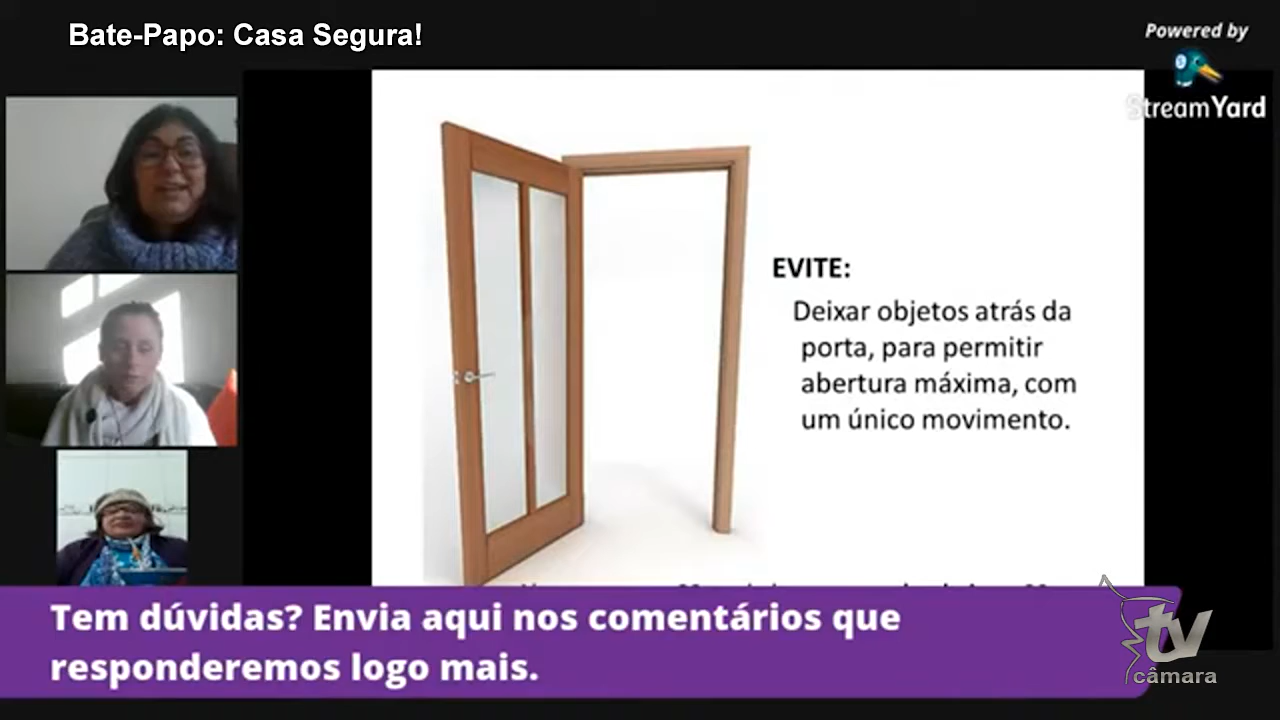 Bate-Papo: Casa Segura!
Powered by
StreamYard
EVITE:
Deixar objetos atrás da
porta, para permitir
abertura máxima, com
um único movimento.
Tem dúvidas? Envia aqui nos comentários que
responderemos logo mais.
tv
câmara